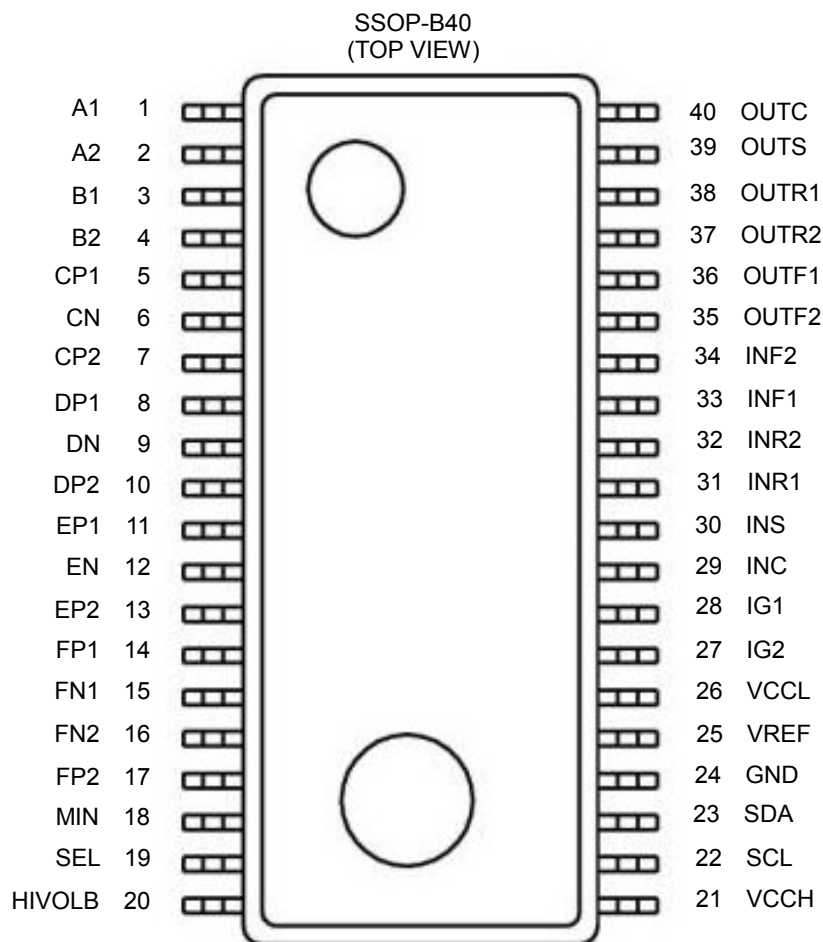 SSOP-B40
(TOP VIEW)
A1 1 40 OUTC
A2 2 39 OUTS
B1 3 38 OUTR1
B2 4 37 OUTR2
CP1 5 36 OUTF1
CN 6 35 OUTF2
CP2 7 34 INF2
DP1 8 33 INF1
DN 9 32 INR2
DP2 10 31 INR1
EP1 11 30 INS
EN 12 29 INC
EP2 13 28 IG1
FP1 14 27 IG2
FN1 15 26 VCCL
FN2 16 25 VREF
FP2 17 24 GND
MIN 18 23 SDA
SEL 19 22 SCL
HIVOLB 20 21 VCCH